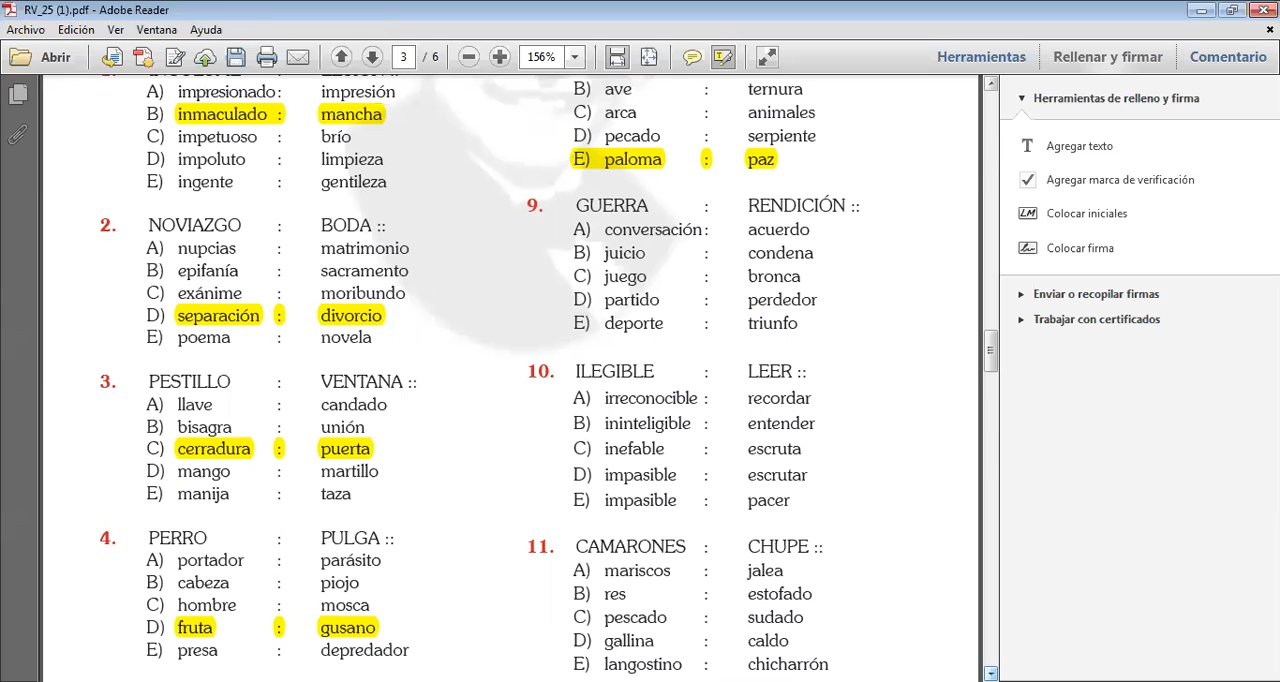 RV_25 (1).pdf - Adobe Reader
Archivo Edición Ver Ventana Ayuda
Abrir 3 / 6 156% Herramientas Rellenar y firmar Comentario
A) impresionado : impresión
B) inmaculado : mancha
C) impetuoso : brío
D) impoluto : limpieza
E) ingente : gentileza
2. NOVIAZGO : BODA ::
A) nupcias : matrimonio
B) epifanía : sacramento
C) exánime : moribundo
D) separación : divorcio
E) poema : novela
3. PESTILLO : VENTANA ::
A) llave : candado
B) bisagra : unión
C) cerradura : puerta
D) mango : martillo
E) manija : taza
4. PERRO : PULGA ::
A) portador : parásito
B) cabeza : piojo
C) hombre : mosca
D) fruta : gusano
E) presa : depredador
B) ave : ternura
C) arca : animales
D) pecado : serpiente
E) paloma : paz
9. GUERRA : RENDICIÓN ::
A) conversación : acuerdo
B) juicio : condena
C) juego : bronca
D) partido : perdedor
E) deporte : triunfo
10. ILEGIBLE : LEER ::
A) irreconocible : recordar
B) ininteligible : entender
C) inefable : escruta
D) impasible : escrutar
E) impasible : pacer
11. CAMARONES : CHUPE ::
A) mariscos : jalea
B) res : estofado
C) pescado : sudado
D) gallina : caldo
E) langostino : chicharrón
Herramientas de relleno y firma
T Agregar texto
Agregar marca de verificación
LM Colocar iniciales
Colocar firma
Enviar o recopilar firmas
Trabajar con certificados